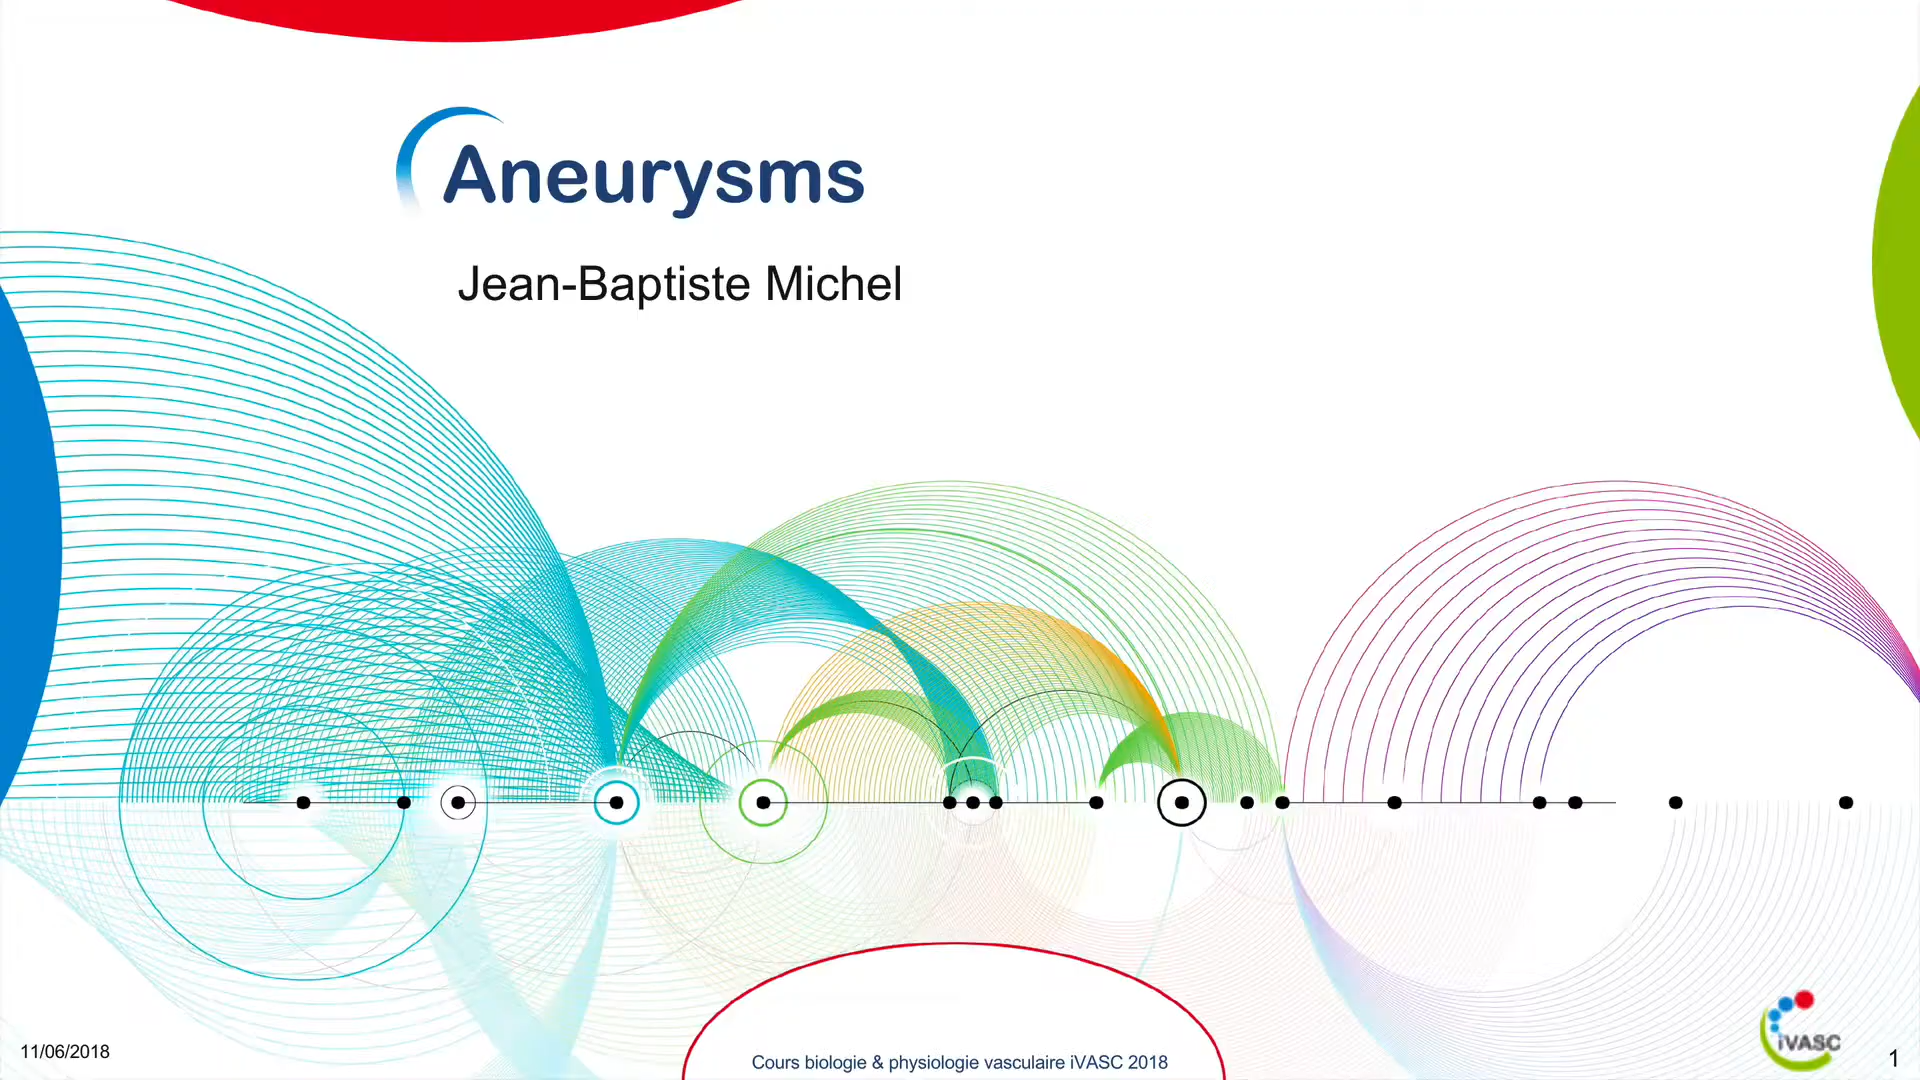 Aneurysms
Jean-Baptiste Michel
11/06/2018
Cours biologie & physiologie vasculaire iVASC 2018
iVASC
1